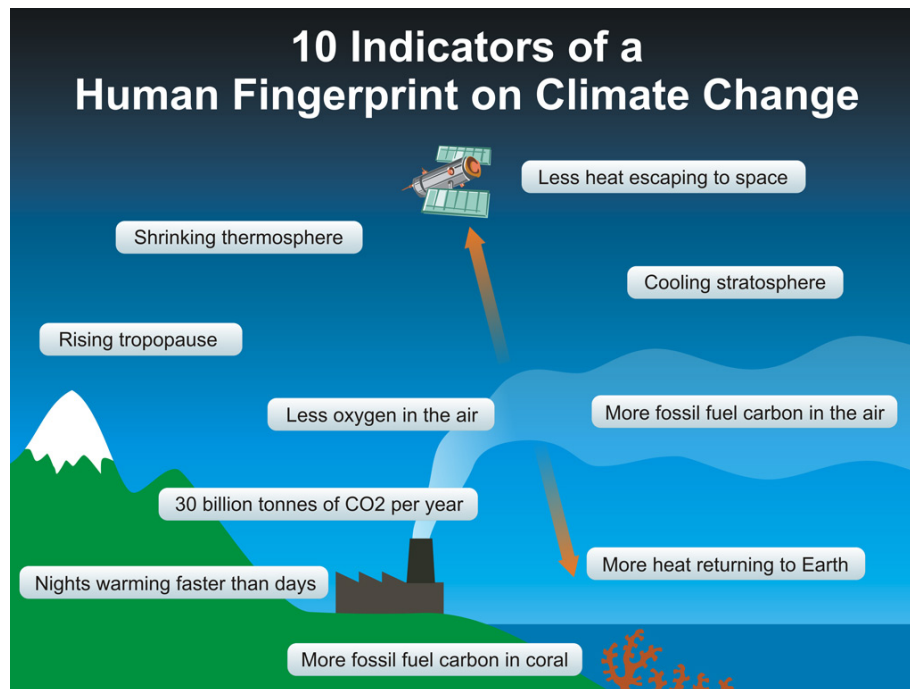 10 Indicators of a
Human Fingerprint on Climate Change
Less heat escaping to space
Shrinking thermosphere
Cooling stratosphere
Rising tropopause
Less oxygen in the air
More fossil fuel carbon in the air
30 billion tonnes of CO2 per year
More heat returning to Earth
Nights warming faster than days
More fossil fuel carbon in coral